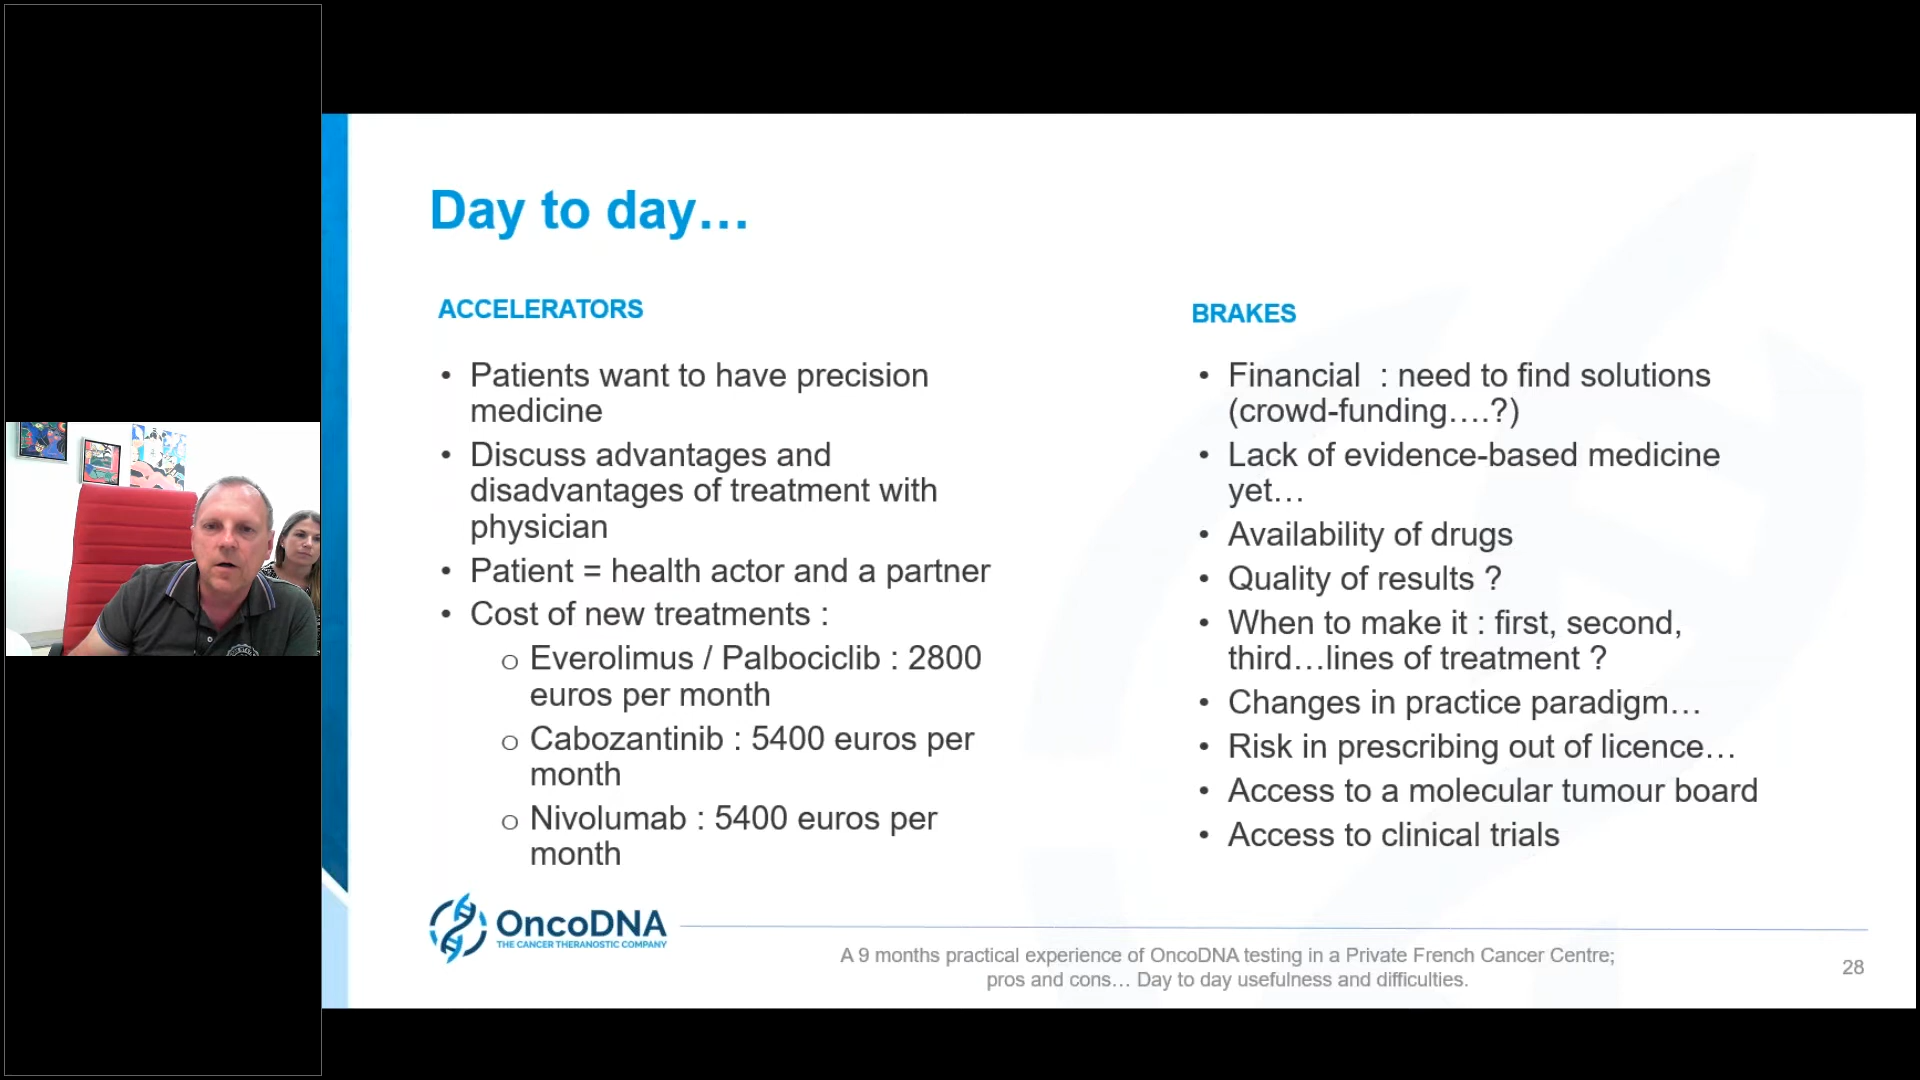 Day to day…
ACCELERATORS
• Patients want to have precision
medicine
• Discuss advantages and
disadvantages of treatment with
physician
• Patient = health actor and a partner
• Cost of new treatments :
o Everolimus / Palbociclib : 2800
euros per month
o Cabozantinib : 5400 euros per
month
o Nivolumab : 5400 euros per
month
BRAKES
• Financial  : need to find solutions
(crowd-funding….?)
• Lack of evidence-based medicine
yet…
• Availability of drugs
• Quality of results ?
• When to make it : first, second,
third…lines of treatment ?
• Changes in practice paradigm…
• Risk in prescribing out of licence…
• Access to a molecular tumour board
• Access to clinical trials
OncoDNA
THE CANCER THERANOSTIC COMPANY
A 9 months practical experience of OncoDNA testing in a Private French Cancer Centre;
pros and cons… Day to day usefulness and difficulties.
28